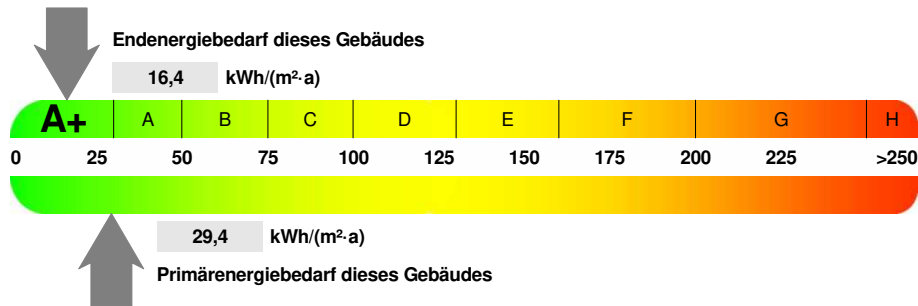 Endenergiebedarf dieses Gebäudes
16,4 kWh/(m²·a)
A+ A B C D E F G H
0 25 50 75 100 125 150 175 200 225 >250
29,4 kWh/(m²·a)
Primärenergiebedarf dieses Gebäudes